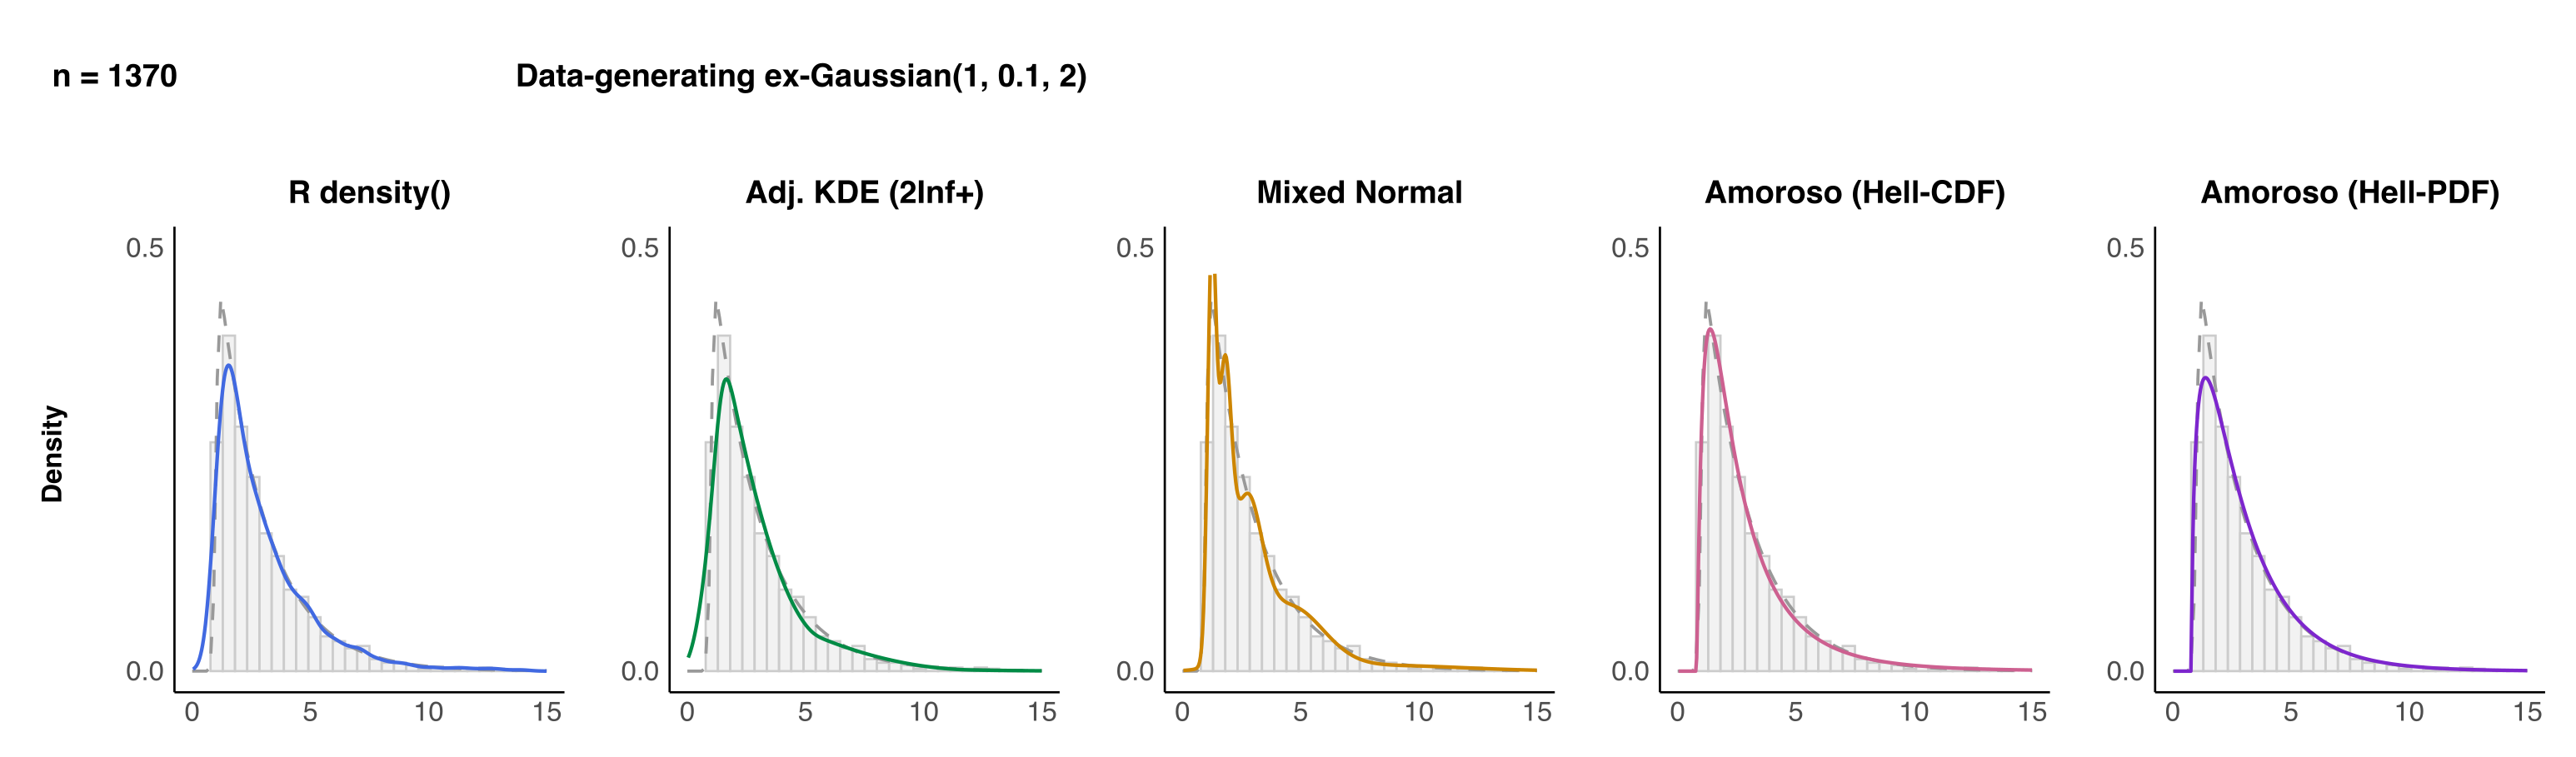 n = 1370
Data-generating ex-Gaussian(1, 0.1, 2)
R density()
Adj. KDE (2Inf+)
Mixed Normal
Amoroso (Hell-CDF)
Amoroso (Hell-PDF)
Density
0.5
0.0
0 5 10 15
0.5
0.0
0 5 10 15
0.5
0.0
0 5 10 15
0.5
0.0
0 5 10 15
0.5
0.0
0 5 10 15